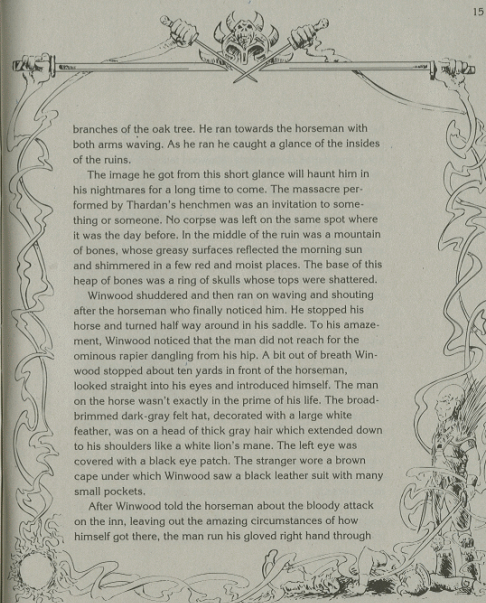 15
branches of the oak tree. He ran towards the horseman with
both arms waving. As he ran he caught a glance of the insides
of the ruins.
The image he got from this short glance will haunt him in
his nightmares for a long time to come. The massacre per-
formed by Thardan's henchmen was an invitation to some-
thing or someone. No corpse was left on the same spot where
it was the day before. In the middle of the ruin was a mountain
of bones, whose greasy surfaces reflected the morning sun
and shimmered in a few red and moist places. The base of this
heap of bones was a ring of skulls whose tops were shattered.
Winwood shuddered and then ran on waving and shouting
after the horseman who finally noticed him. He stopped his
horse and turned half way around in his saddle. To his amaze-
ment, Winwood noticed that the man did not reach for the
ominous rapier dangling from his hip. A bit out of breath Win-
wood stopped about ten yards in front of the horseman,
looked straight into his eyes and introduced himself. The man
on the horse wasn't exactly in the prime of his life. The broad-
brimmed dark-gray felt hat, decorated with a large white
feather, was on a head of thick gray hair which extended down
to his shoulders like a white lion's mane. The left eye was
covered with a black eye patch. The stranger wore a brown
cape under which Winwood saw a black leather suit with many
small pockets.
After Winwood told the horseman about the bloody attack
on the inn, leaving out the amazing circumstances of how
himself got there, the man run his gloved right hand through